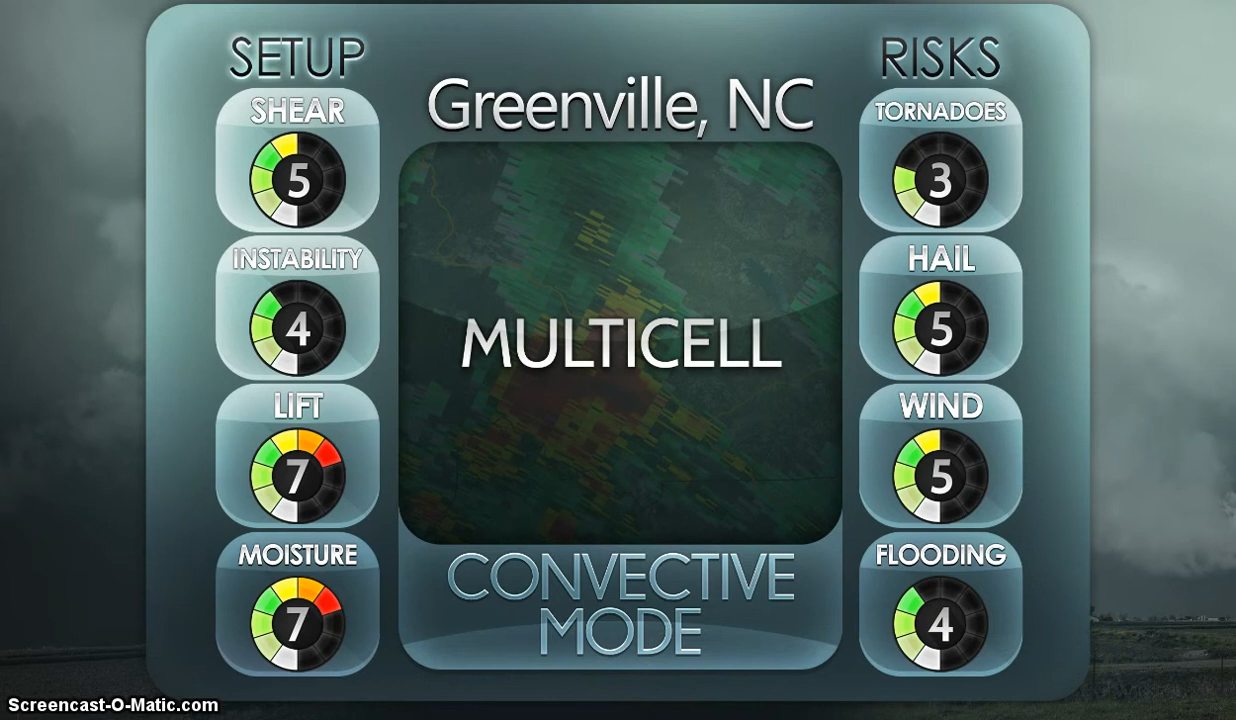 SETUP
SHEAR
5
INSTABILITY
4
LIFT
7
MOISTURE
7
Greenville, NC
MULTICELL
CONVECTIVE
MODE
RISKS
TORNADOES
3
HAIL
5
WIND
5
FLOODING
4
Screencast-O-Matic.com